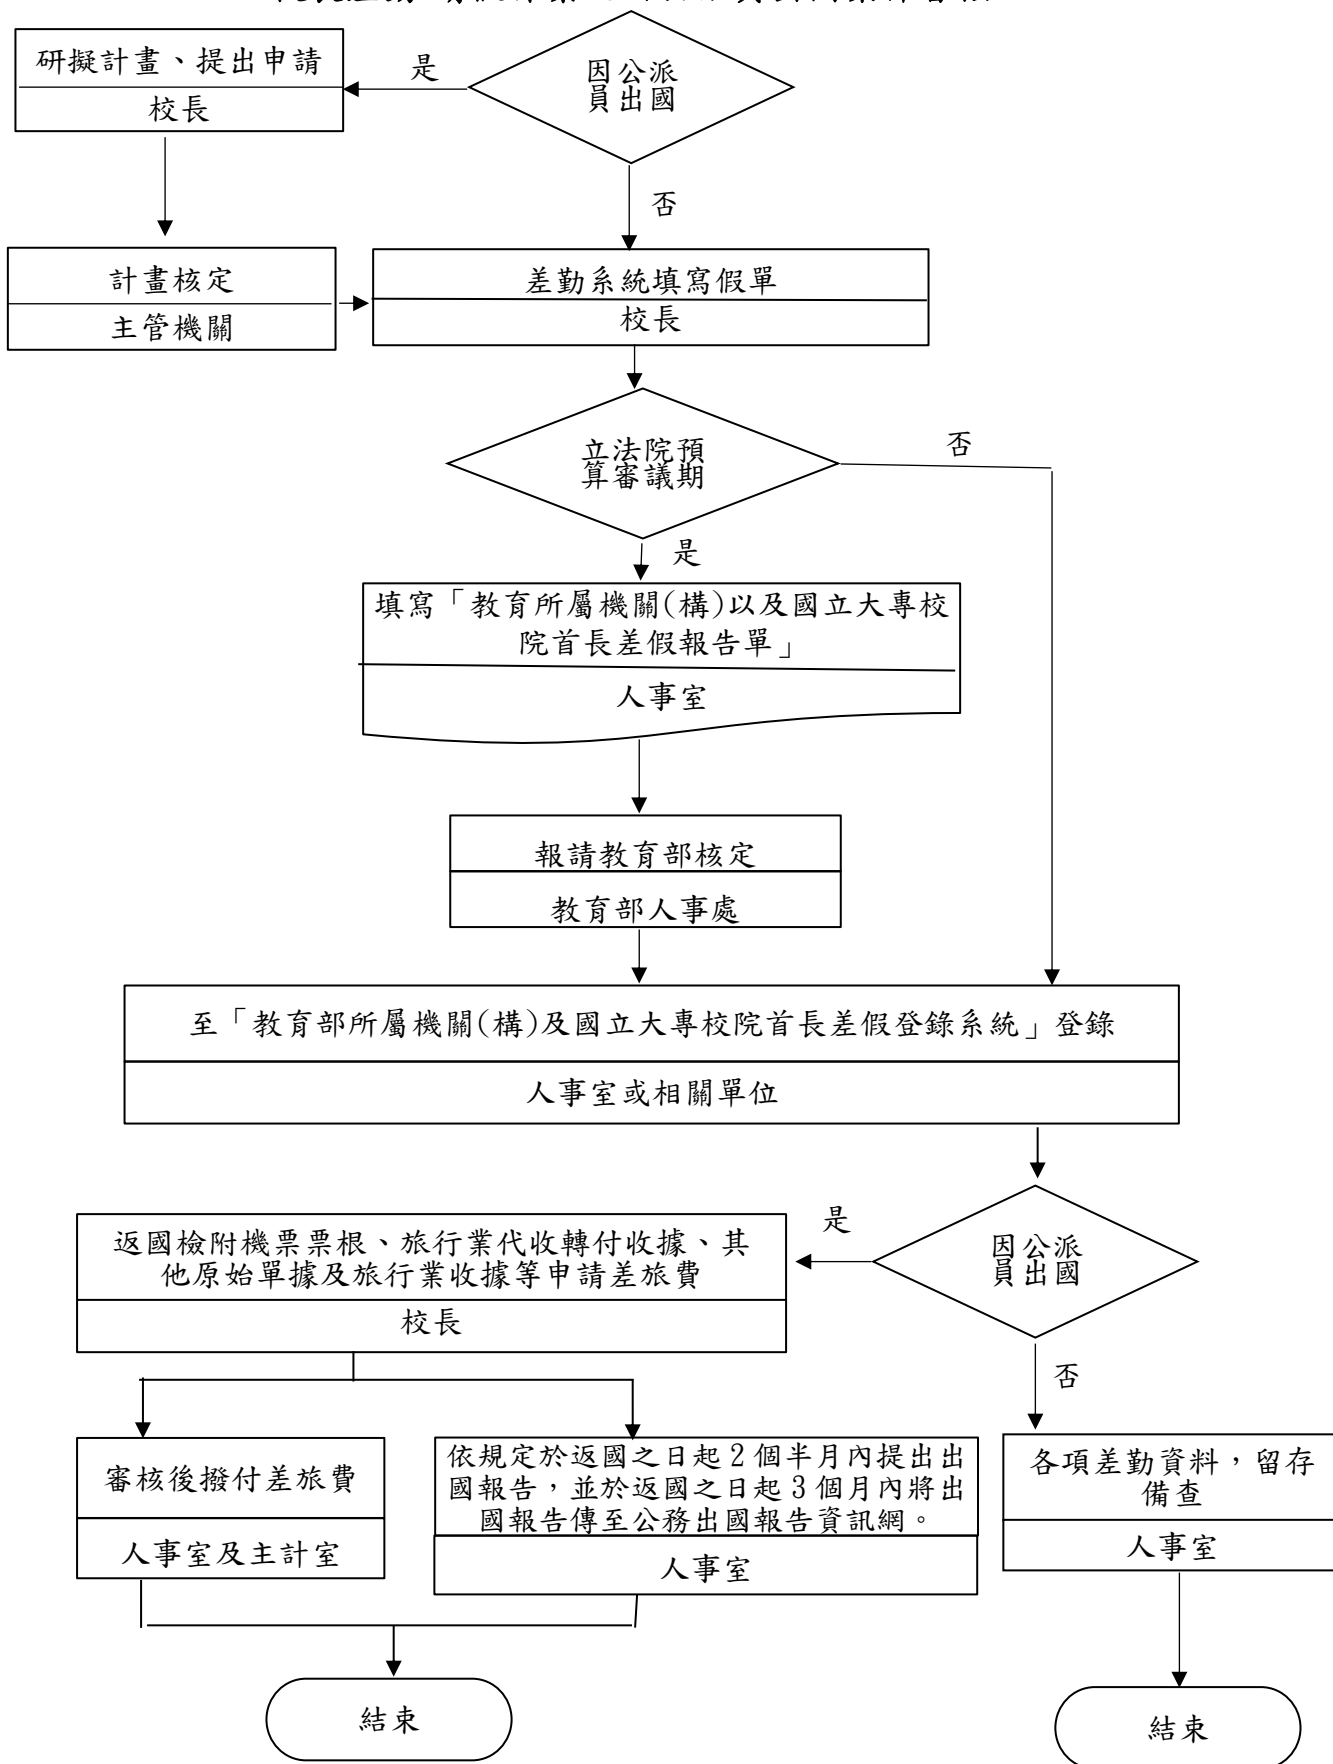 因公派
員出國
是
研擬計畫、提出申請
校長
否
計畫核定
主管機關
差勤系統填寫假單
校長
立法院預
算審議期
否
是
填寫「教育所屬機關(構)以及國立大專校
院首長差假報告單」
人事室
報請教育部核定
教育部人事處
至「教育部所屬機關(構)及國立大專校院首長差假登錄系統」登錄
人事室或相關單位
因公派
員出國
是
返國檢附機票票根、旅行業代收轉付收據、其
他原始單據及旅行業收據等申請差旅費
校長
否
審核後撥付差旅費
人事室及主計室
依規定於返國之日起2個半月內提出出
國報告，並於返國之日起3個月內將出
國報告傳至公務出國報告資訊網。
人事室
各項差勤資料，留存
備查
人事室
結束
結束